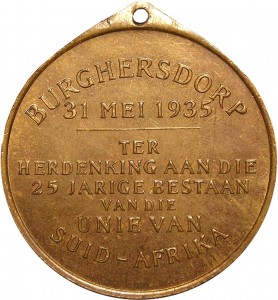 BURGHERSDORP
31 MEI 1935
TER
HERDENKING AAN DIE
25 JARIGE BESTAAN
VAN DIE
UNIE VAN
SUID-AFRIKA